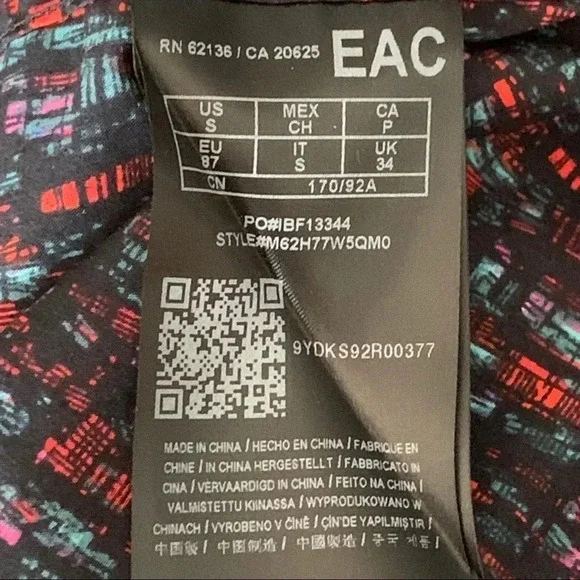 RN 62136 / CA 20625 EAC
US MEX CA
S CH P
EU IT UK
87 S 34
CN 170/92A
PO#IBF13344
STYLE#M62H77W5QM0
9YDKS92R00377
MADE IN CHINA / HECHO EN CHINA / FABRIQUE EN
CHINE / IN CHINA HERGESTELLT / FABBRICATO IN
CINA / VERVAARDIGD IN CHINA / FEITO NA CHINA /
VALMISTETTU KIINASSA / WYPRODUKOWANO W
CHINACH / VYROBENO V ČÍNĚ / ÇİN'DE YAPILMIŞTIR /
中國製 / 中国製造 / 中国製造 / 중국